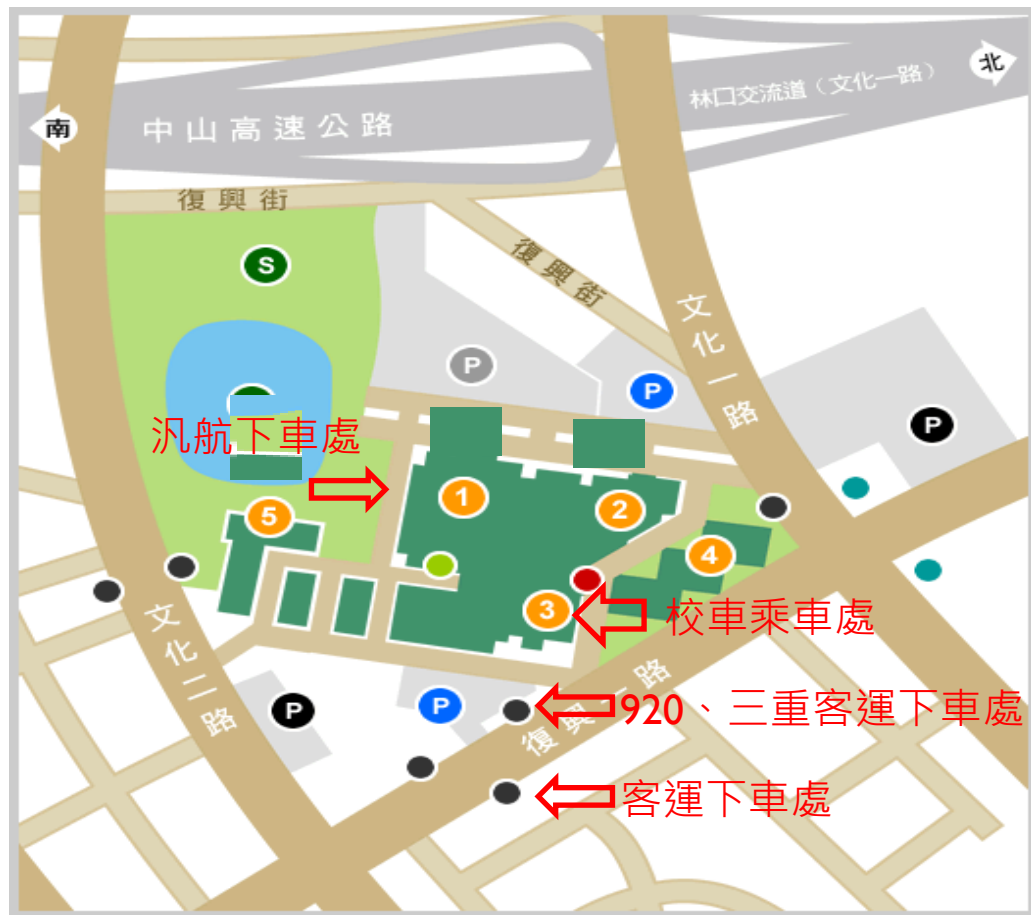 北
林口交流道（文化一路）
南
中山高速公路
復興街
復興街
S
文化一路
P
P
P
汎航下車處
1
2
5
4
3
校車乘車處
文化二路
復興一路
P
P
920、三重客運下車處
客運下車處